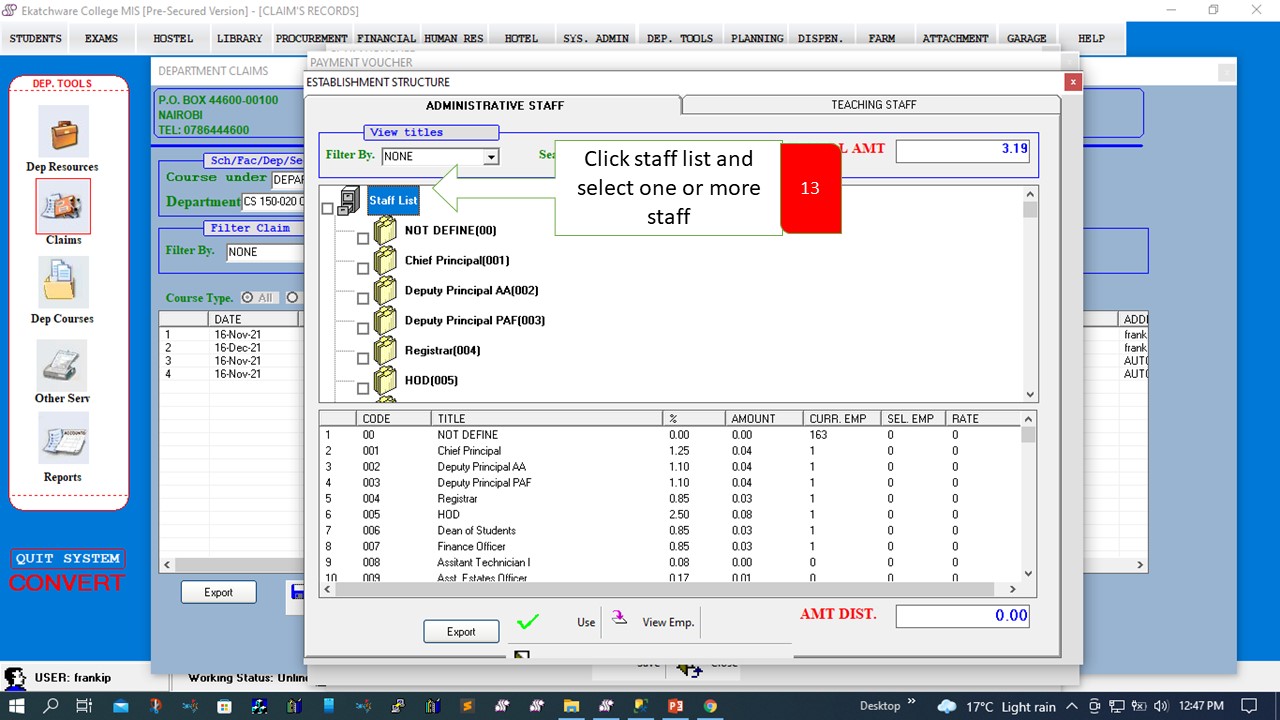 Ekatchware College MIS [Pre-Secured Version] - [CLAIM'S RECORDS]
STUDENTS EXAMS HOSTEL LIBRARY PROCUREMENT FINANCIAL HUMAN RES HOTEL SYS. ADMIN DEP. TOOLS PLANNING DISPEN. FARM ATTACHMENT GARAGE HELP
DEP. TOOLS
Dep Resources
Claims
Dep Courses
Other Serv
Reports
QUIT SYSTEM
CONVERT
DEPARTMENT CLAIMS
P.O. BOX 44600-00100
NAIROBI
TEL: 0786444600
Sch/Fac/Dep/Se
Course under DEPA
Department CS 150-020 C
Filter Claim
Filter By. NONE
Course Type. All
DATE ADDI
1 16-Nov-21 frank
2 16-Dec-21 frank
3 16-Nov-21 AUTO
4 16-Nov-21 AUTO
Export
PAYMENT VOUCHER
ESTABLISHMENT STRUCTURE
x
ADMINISTRATIVE STAFF TEACHING STAFF
View titles
Filter By. NONE Sea L AMT 3.19
Click staff list and
select one or more
staff
13
Staff List
NOT DEFINE(00)
Chief Principal(001)
Deputy Principal AA(002)
Deputy Principal PAF(003)
Registrar(004)
HOD(005)
CODE TITLE % AMOUNT CURR. EMP SEL. EMP RATE
1 00 NOT DEFINE 0.00 0.00 163 0 0
2 001 Chief Principal 1.25 0.04 1 0 0
3 002 Deputy Principal AA 1.10 0.04 1 0 0
4 003 Deputy Principal PAF 1.10 0.04 1 0 0
5 004 Registrar 0.85 0.03 1 0 0
6 005 HOD 2.50 0.08 1 0 0
7 006 Dean of Students 0.85 0.03 1 0 0
8 007 Finance Officer 0.85 0.03 1 0 0
9 008 Assitant Technician I 0.08 0.00 0 0 0
10 009 Asst. Estates Officer 0.17 0.01 0 0 0
AMT DIST. 0.00
Export Use View Emp.
Save Close
USER: frankip Working Status: Onlin
Desktop 17°C Light rain 12:47 PM